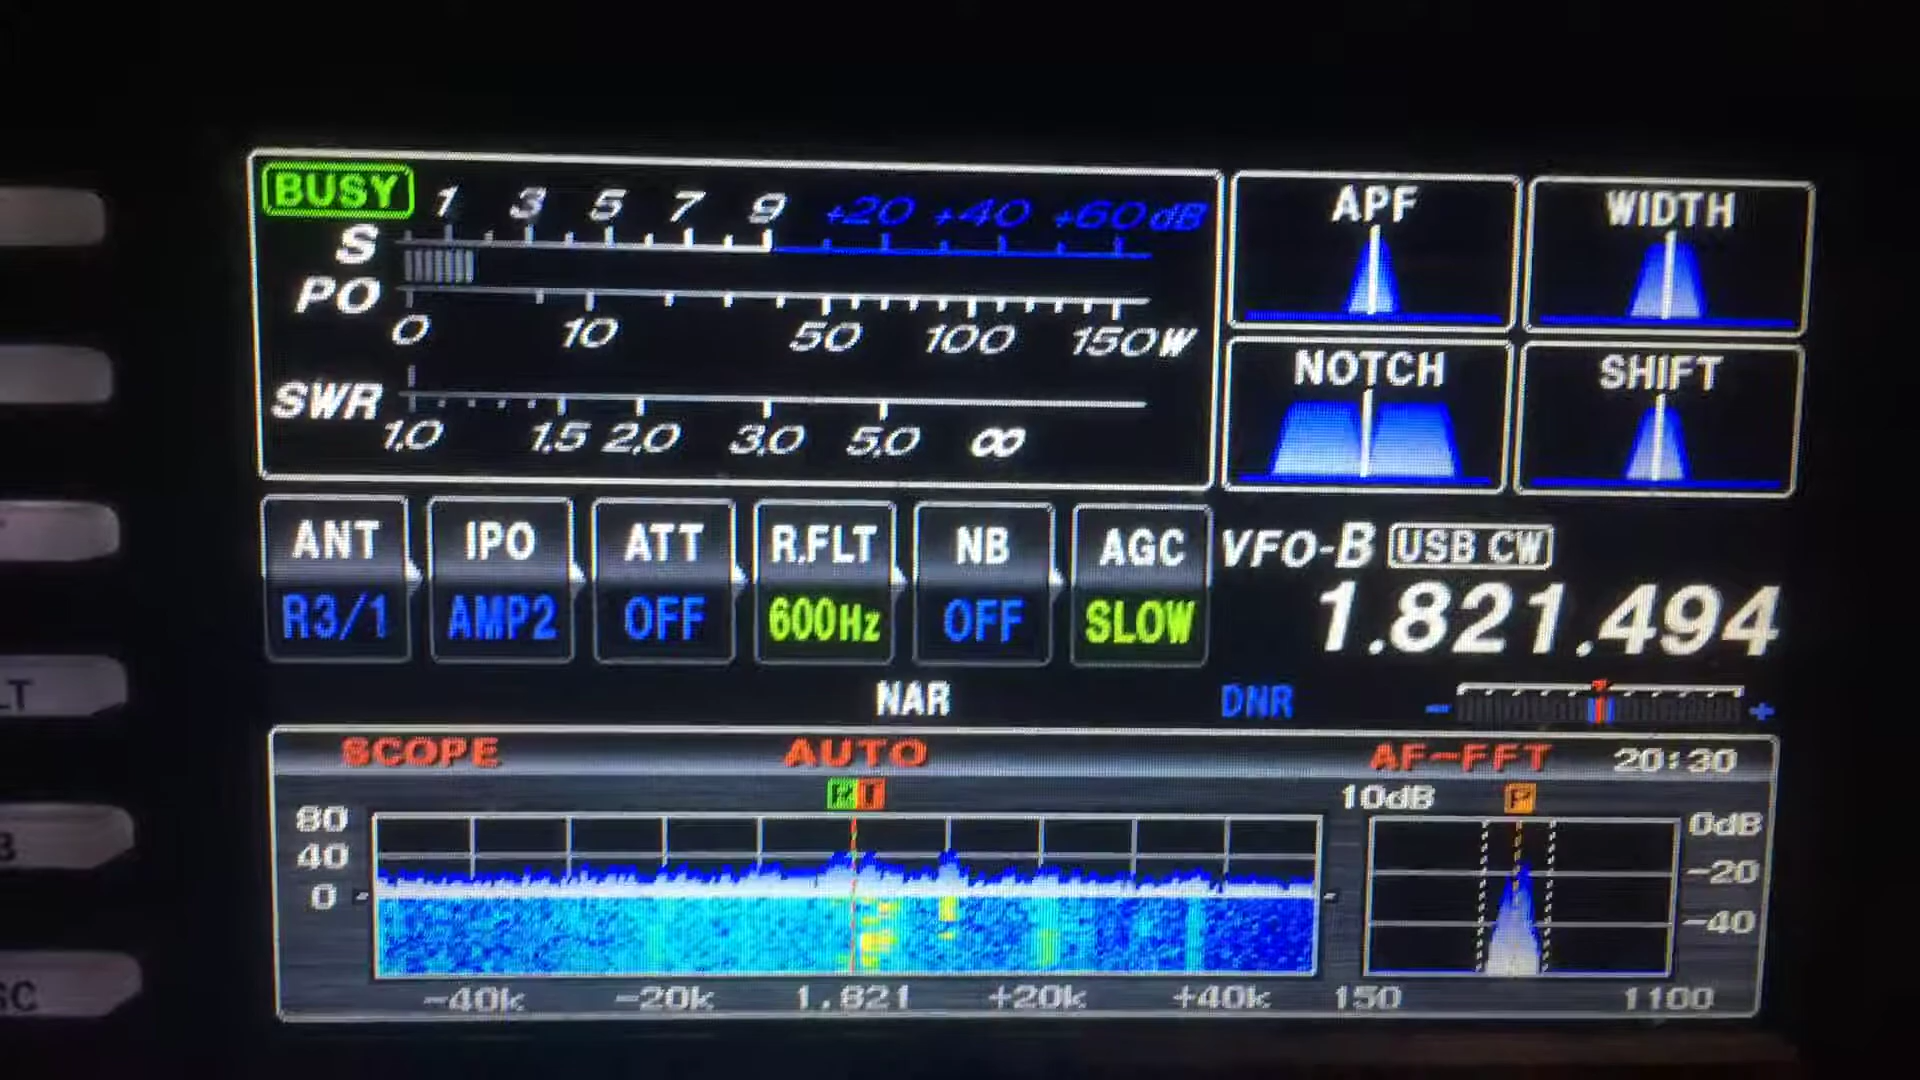 BUSY 1 3 5 7 9 +20 +40 +60dB
S
PO
0 10 50 100 150W
SWR
1.0 1.5 2.0 3.0 5.0 ∞
APF WIDTH
NOTCH SHIFT
ANT IPO ATT R.FLT NB AGC
R3/1 AMP2 OFF 600Hz OFF SLOW
VFO-B USB CW
1.821.494
NAR DNR - +
SCOPE AUTO AF-FFT 20:30
R T 10dB P
80 0dB
40 -20
0 -40
-40k -20k 1.821 +20k +40k 150 1100
LT
B
GC